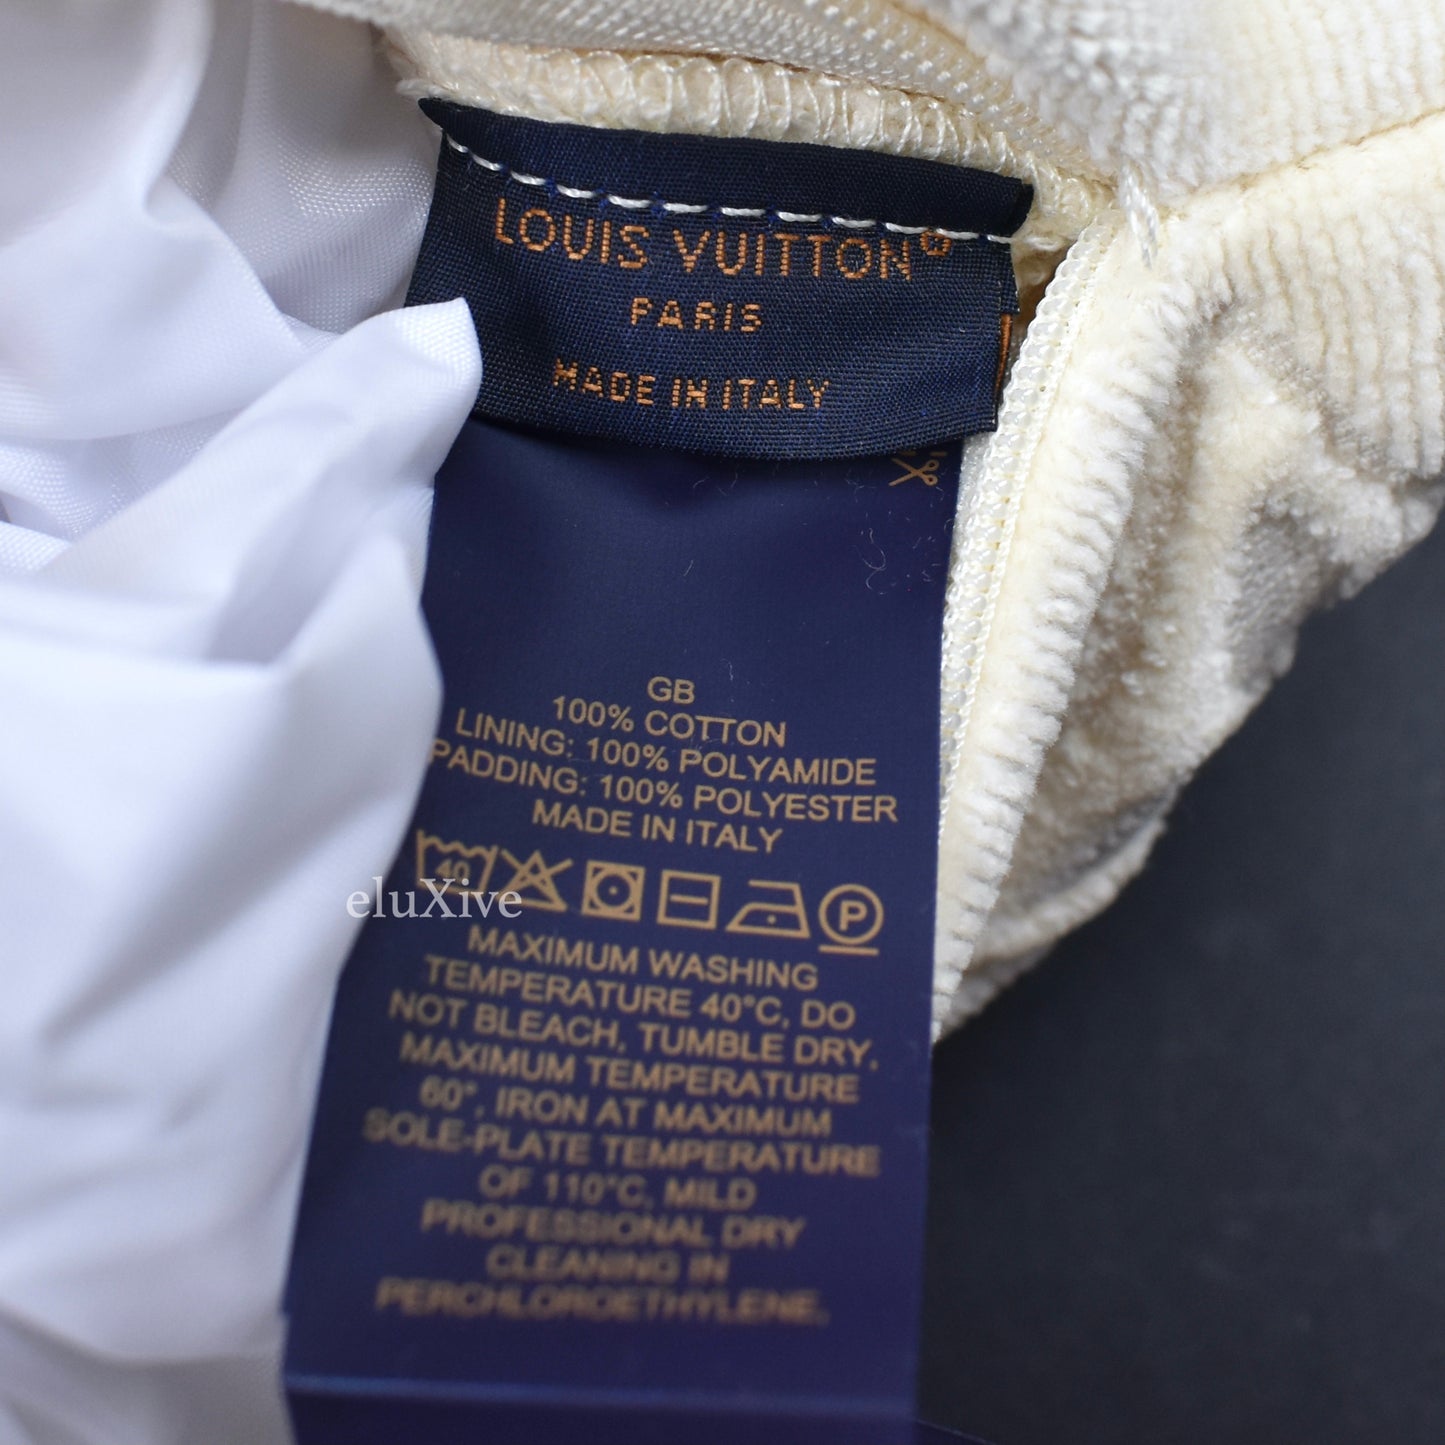 LOUIS VUITTON®
PARIS
MADE IN ITALY
GB
100% COTTON
LINING: 100% POLYAMIDE
PADDING: 100% POLYESTER
MADE IN ITALY
40 P
eluXive
MAXIMUM WASHING
TEMPERATURE 40°C, DO
NOT BLEACH, TUMBLE DRY,
MAXIMUM TEMPERATURE
60°, IRON AT MAXIMUM
SOLE-PLATE TEMPERATURE
OF 110°C, MILD
PROFESSIONAL DRY
CLEANING IN
PERCHLOROETHYLENE.